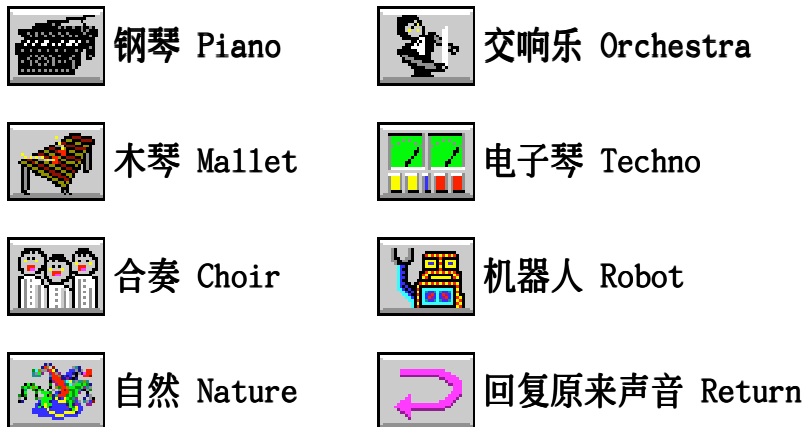 钢琴 Piano
交响乐 Orchestra
木琴 Mallet
电子琴 Techno
合奏 Choir
机器人 Robot
自然 Nature
回复原来声音 Return